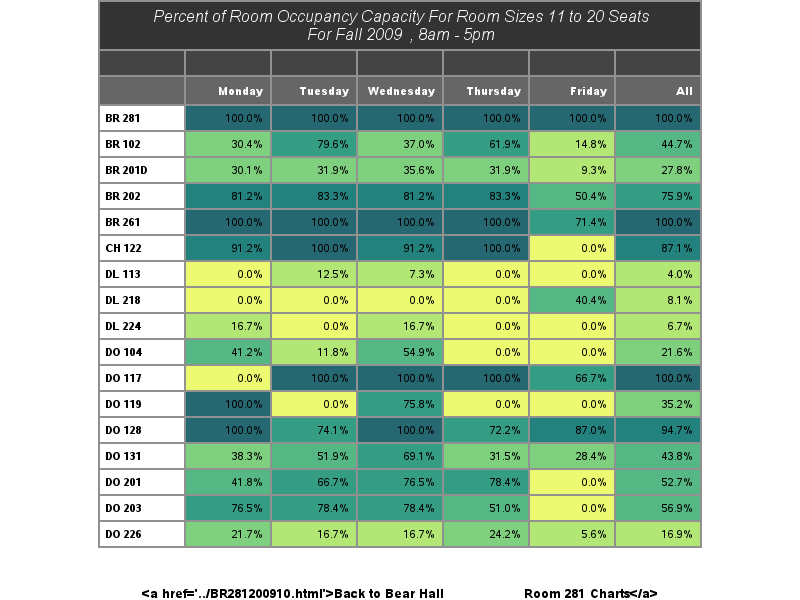 Percent of Room Occupancy Capacity For Room Sizes 11 to 20 Seats
For Fall 2009 , 8am - 5pm
Monday Tuesday Wednesday Thursday Friday All
BR 281 100.0% 100.0% 100.0% 100.0% 100.0% 100.0%
BR 102 30.4% 79.6% 37.0% 61.9% 14.8% 44.7%
BR 201D 30.1% 31.9% 35.6% 31.9% 9.3% 27.8%
BR 202 81.2% 83.3% 81.2% 83.3% 50.4% 75.9%
BR 261 100.0% 100.0% 100.0% 100.0% 71.4% 100.0%
CH 122 91.2% 100.0% 91.2% 100.0% 0.0% 87.1%
DL 113 0.0% 12.5% 7.3% 0.0% 0.0% 4.0%
DL 218 0.0% 0.0% 0.0% 0.0% 40.4% 8.1%
DL 224 16.7% 0.0% 16.7% 0.0% 0.0% 6.7%
DO 104 41.2% 11.8% 54.9% 0.0% 0.0% 21.6%
DO 117 0.0% 100.0% 100.0% 100.0% 66.7% 100.0%
DO 119 100.0% 0.0% 75.8% 0.0% 0.0% 35.2%
DO 128 100.0% 74.1% 100.0% 72.2% 87.0% 94.7%
DO 131 38.3% 51.9% 69.1% 31.5% 28.4% 43.8%
DO 201 41.8% 66.7% 76.5% 78.4% 0.0% 52.7%
DO 203 76.5% 78.4% 78.4% 51.0% 0.0% 56.9%
DO 226 21.7% 16.7% 16.7% 24.2% 5.6% 16.9%
<a href='../BR281200910.html'>Back to Bear Hall Room 281 Charts</a>